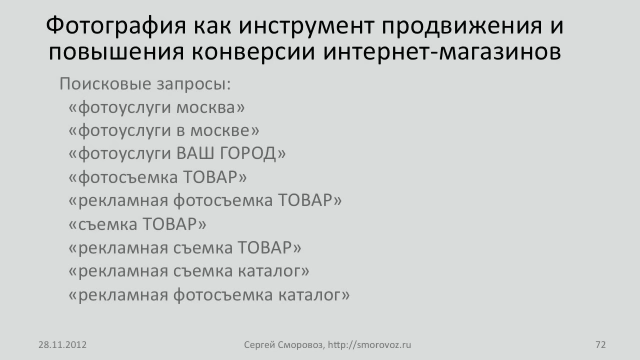 Фотография как инструмент продвижения и
повышения конверсии интернет-магазинов
Поисковые запросы:
«фотоуслуги москва»
«фотоуслуги в москве»
«фотоуслуги ВАШ ГОРОД»
«фотосъемка ТОВАР»
«рекламная фотосъемка ТОВАР»
«съемка ТОВАР»
«рекламная съемка ТОВАР»
«рекламная съемка каталог»
«рекламная фотосъемка каталог»
28.11.2012 Сергей Сморовоз, http://smorovoz.ru 72